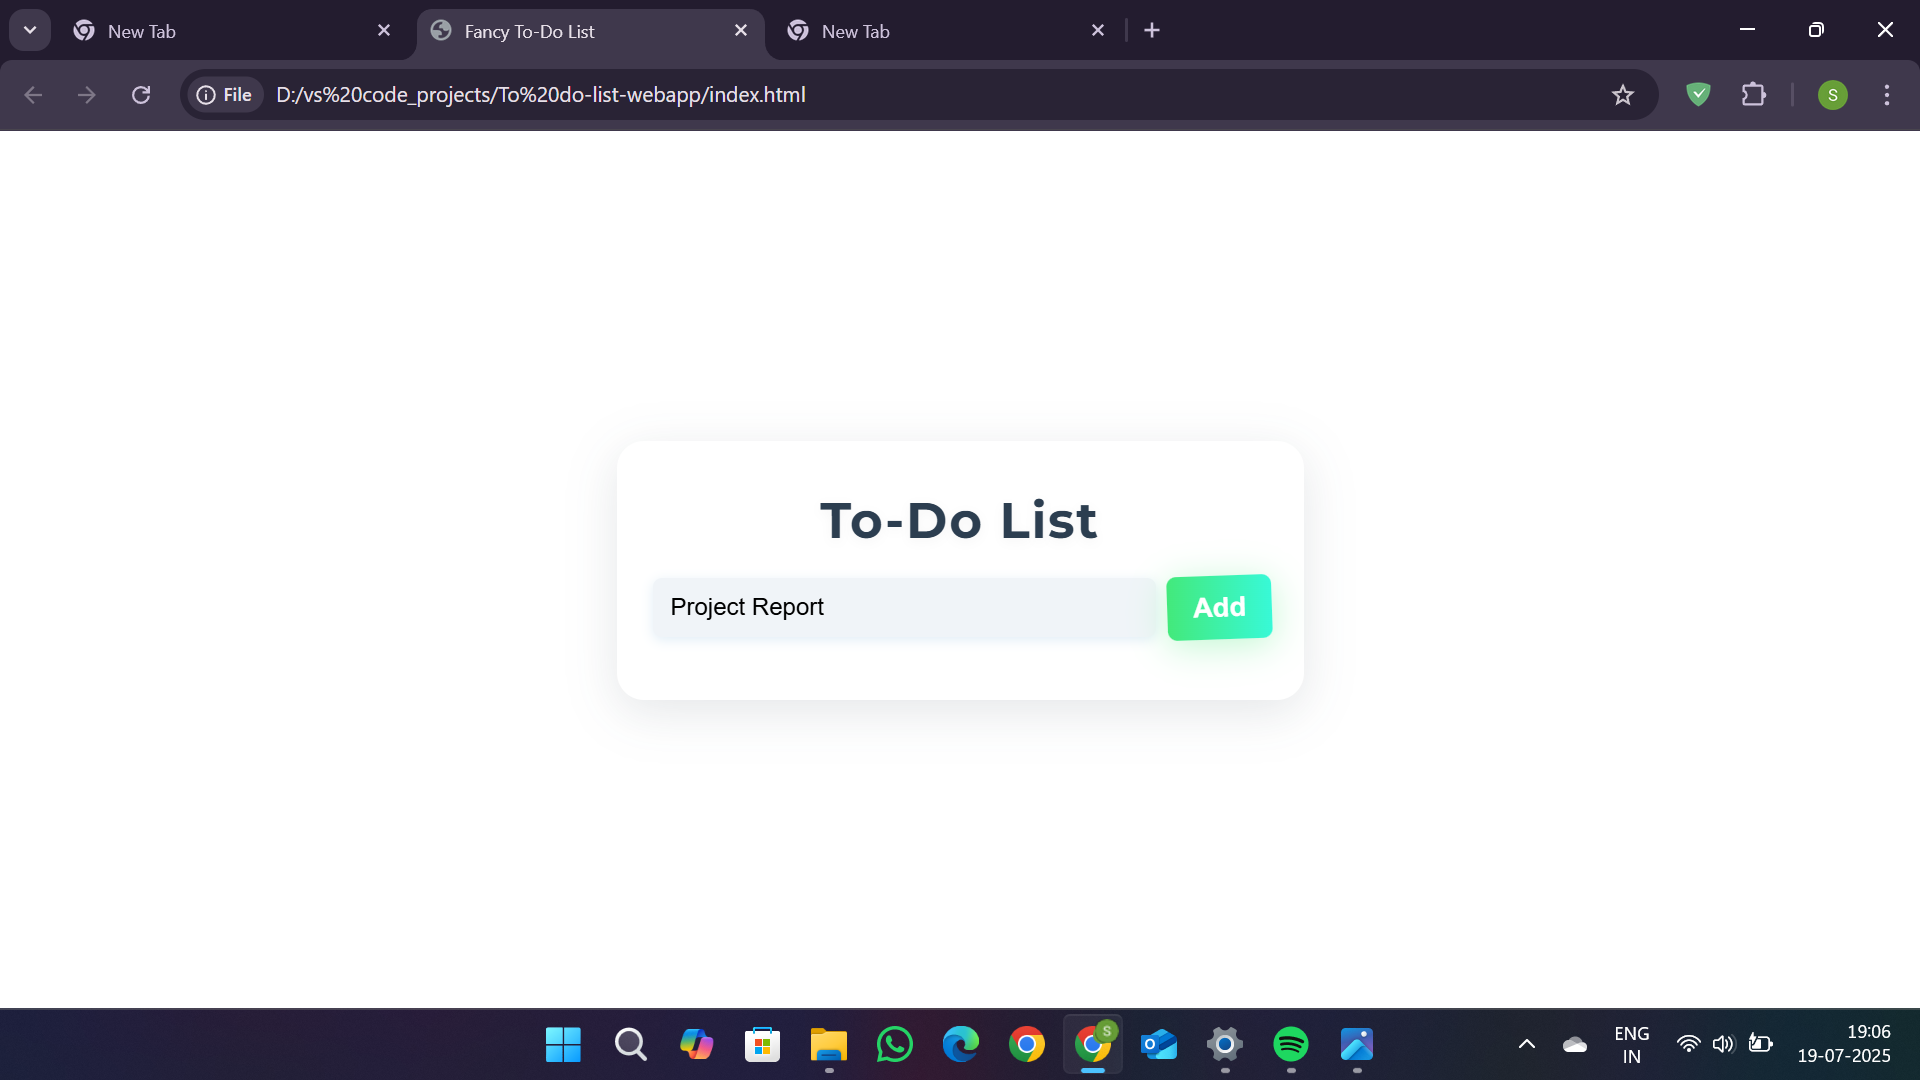 New Tab
Fancy To-Do List
New Tab
File
D:/vs%20code_projects/To%20do-list-webapp/index.html
S
To-Do List
Project Report
Add
S
ENG
IN
19:06
19-07-2025